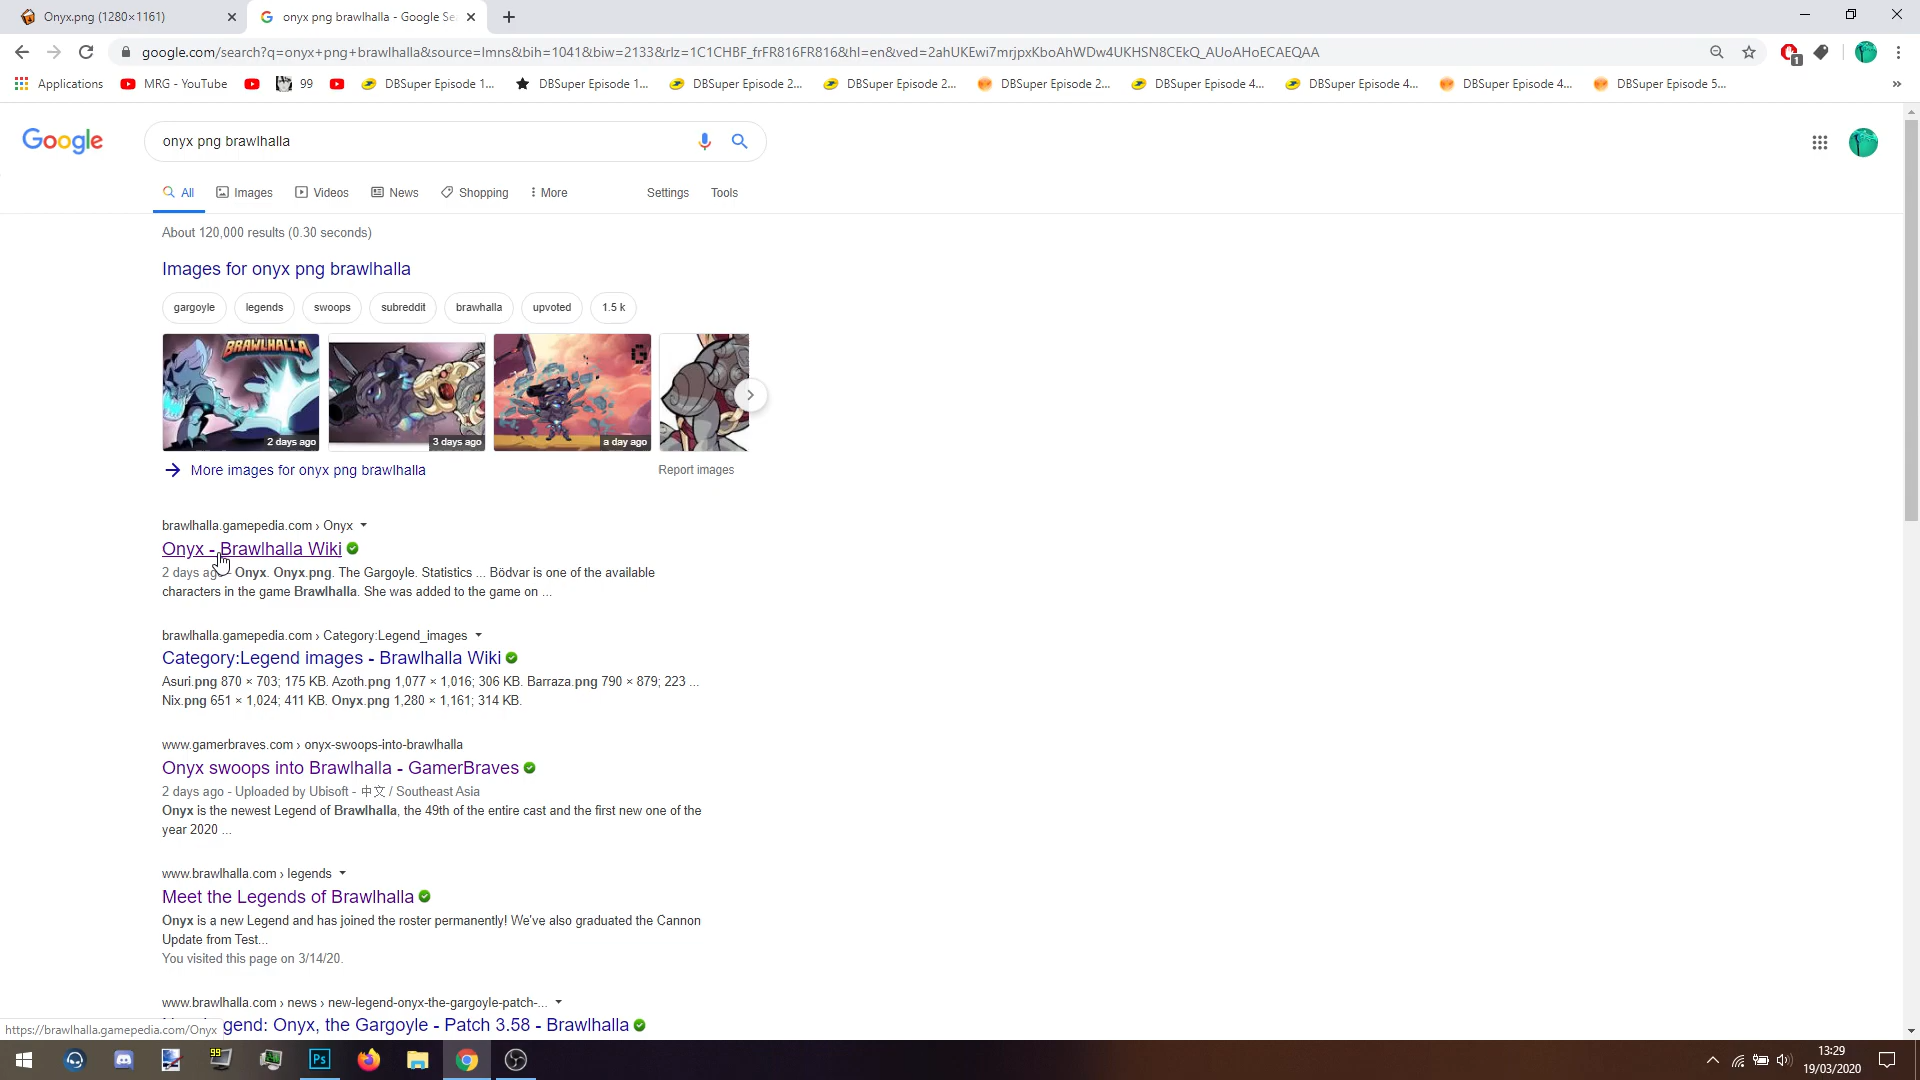 Onyx.png (1280×1161)
onyx png brawlhalla - Google Se
google.com/search?q=onyx+png+brawlhalla&source=lmns&bih=1041&biw=2133&rlz=1C1CHBF_frFR816FR816&hl=en&ved=2ahUKEwi7mrjpxKboAhWDw4UKHSN8CEkQ_AUoAHoECAEQAA
1
Applications
MRG - YouTube
99
DBSuper Episode 1...
DBSuper Episode 1...
DBSuper Episode 2...
DBSuper Episode 2...
DBSuper Episode 2...
DBSuper Episode 4...
DBSuper Episode 4...
DBSuper Episode 4...
DBSuper Episode 5...
Google
onyx png brawlhalla
All
Images
Videos
News
Shopping
More
Settings
Tools
About 120,000 results (0.30 seconds)
Images for onyx png brawlhalla
gargoyle
legends
swoops
subreddit
brawhalla
upvoted
1.5 k
BRAWLHALLA
2 days ago
3 days ago
a day ago
More images for onyx png brawlhalla
Report images
brawlhalla.gamepedia.com › Onyx
Onyx - Brawlhalla Wiki
2 days ag - Onyx. Onyx.png. The Gargoyle. Statistics ... Bödvar is one of the available
characters in the game Brawlhalla. She was added to the game on ...
brawlhalla.gamepedia.com › Category:Legend_images
Category:Legend images - Brawlhalla Wiki
Asuri.png 870 × 703; 175 KB. Azoth.png 1,077 × 1,016; 306 KB. Barraza.png 790 × 879; 223 ...
Nix.png 651 × 1,024; 411 KB. Onyx.png 1,280 × 1,161; 314 KB.
www.gamerbraves.com › onyx-swoops-into-brawlhalla
Onyx swoops into Brawlhalla - GamerBraves
2 days ago - Uploaded by Ubisoft - 中文 / Southeast Asia
Onyx is the newest Legend of Brawlhalla, the 49th of the entire cast and the first new one of the
year 2020 ...
www.brawlhalla.com › legends
Meet the Legends of Brawlhalla
Onyx is a new Legend and has joined the roster permanently! We've also graduated the Cannon
Update from Test...
You visited this page on 3/14/20.
www.brawlhalla.com › news › new-legend-onyx-the-gargoyle-patch-...
gend: Onyx, the Gargoyle - Patch 3.58 - Brawlhalla
https://brawlhalla.gamepedia.com/Onyx
99
Ps
13:29
19/03/2020